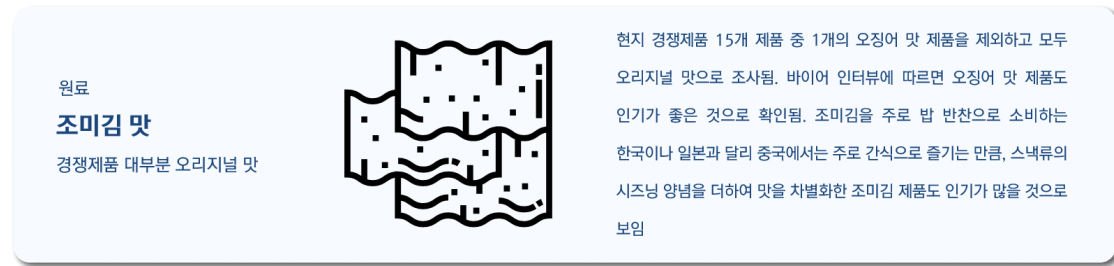 원료
조미김 맛
경쟁제품 대부분 오리지널 맛
현지 경쟁제품 15개 제품 중 1개의 오징어 맛 제품을 제외하고 모두
오리지널 맛으로 조사됨. 바이어 인터뷰에 따르면 오징어 맛 제품도
인기가 좋은 것으로 확인됨. 조미김을 주로 밥 반찬으로 소비하는
한국이나 일본과 달리 중국에서는 주로 간식으로 즐기는 만큼, 스낵류의
시즈닝 양념을 더하여 맛을 차별화한 조미김 제품도 인기가 많을 것으로
보임